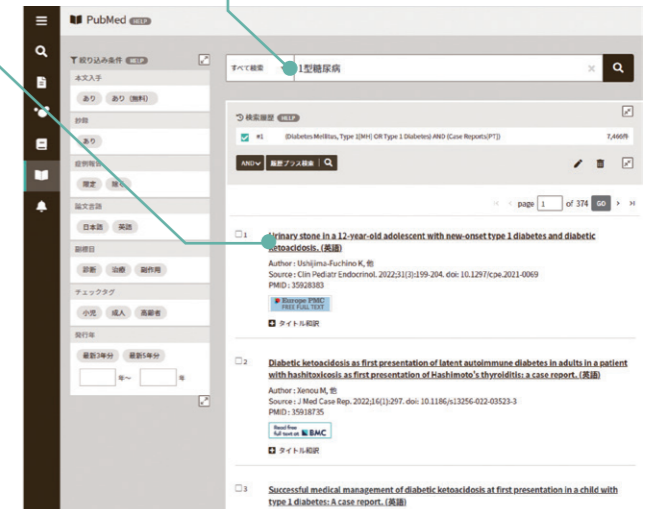 PubMed HELP
絞り込み条件 HELP
本文入手
あり あり(無料)
抄録
あり
症例報告
限定 除く
論文言語
日本語 英語
副標目
診断 治療 副作用
チェックタグ
小児 成人 高齢者
発行年
最新3年分 最新5年分
年~ 年
すべて検索 1型糖尿病
検索履歴 HELP
#1 (Diabetes Mellitus, Type 1[MH] OR Type 1 Diabetes) AND (Case Reports[PT]) 7,466件
AND 履歴プラス検索
page 1 of 374 GO
1 Urinary stone in a 12-year-old adolescent with new-onset type 1 diabetes and diabetic
ketoacidosis. (英語)
Author : Ushijima-Fuchino K, 他
Source : Clin Pediatr Endocrinol. 2022;31(3):199-204. doi: 10.1297/cpe.2021-0069
PMID : 35928383
Europe PMC
FREE FULL TEXT
タイトル和訳
2 Diabetic ketoacidosis as first presentation of latent autoimmune diabetes in adults in a patient
with hashitoxicosis as first presentation of Hashimoto's thyroiditis: a case report. (英語)
Author : Xenou M, 他
Source : J Med Case Rep. 2022;16(1):297. doi: 10.1186/s13256-022-03523-3
PMID : 35918735
Read free
full text on BMC
タイトル和訳
3 Successful medical management of diabetic ketoacidosis at first presentation in a child with
type 1 diabetes: A case report. (英語)